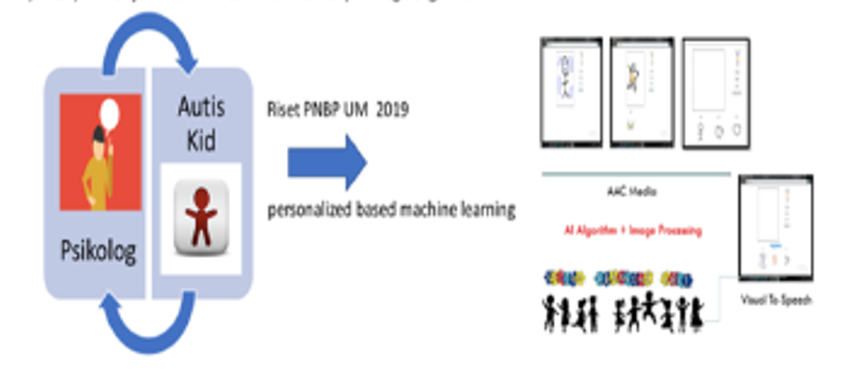 Autis
Kid
Psikolog
Riset PNBP UM 2019
personalized based machine learning
AAC Media
AI Algorithm + Image Processing
Visual To Speech